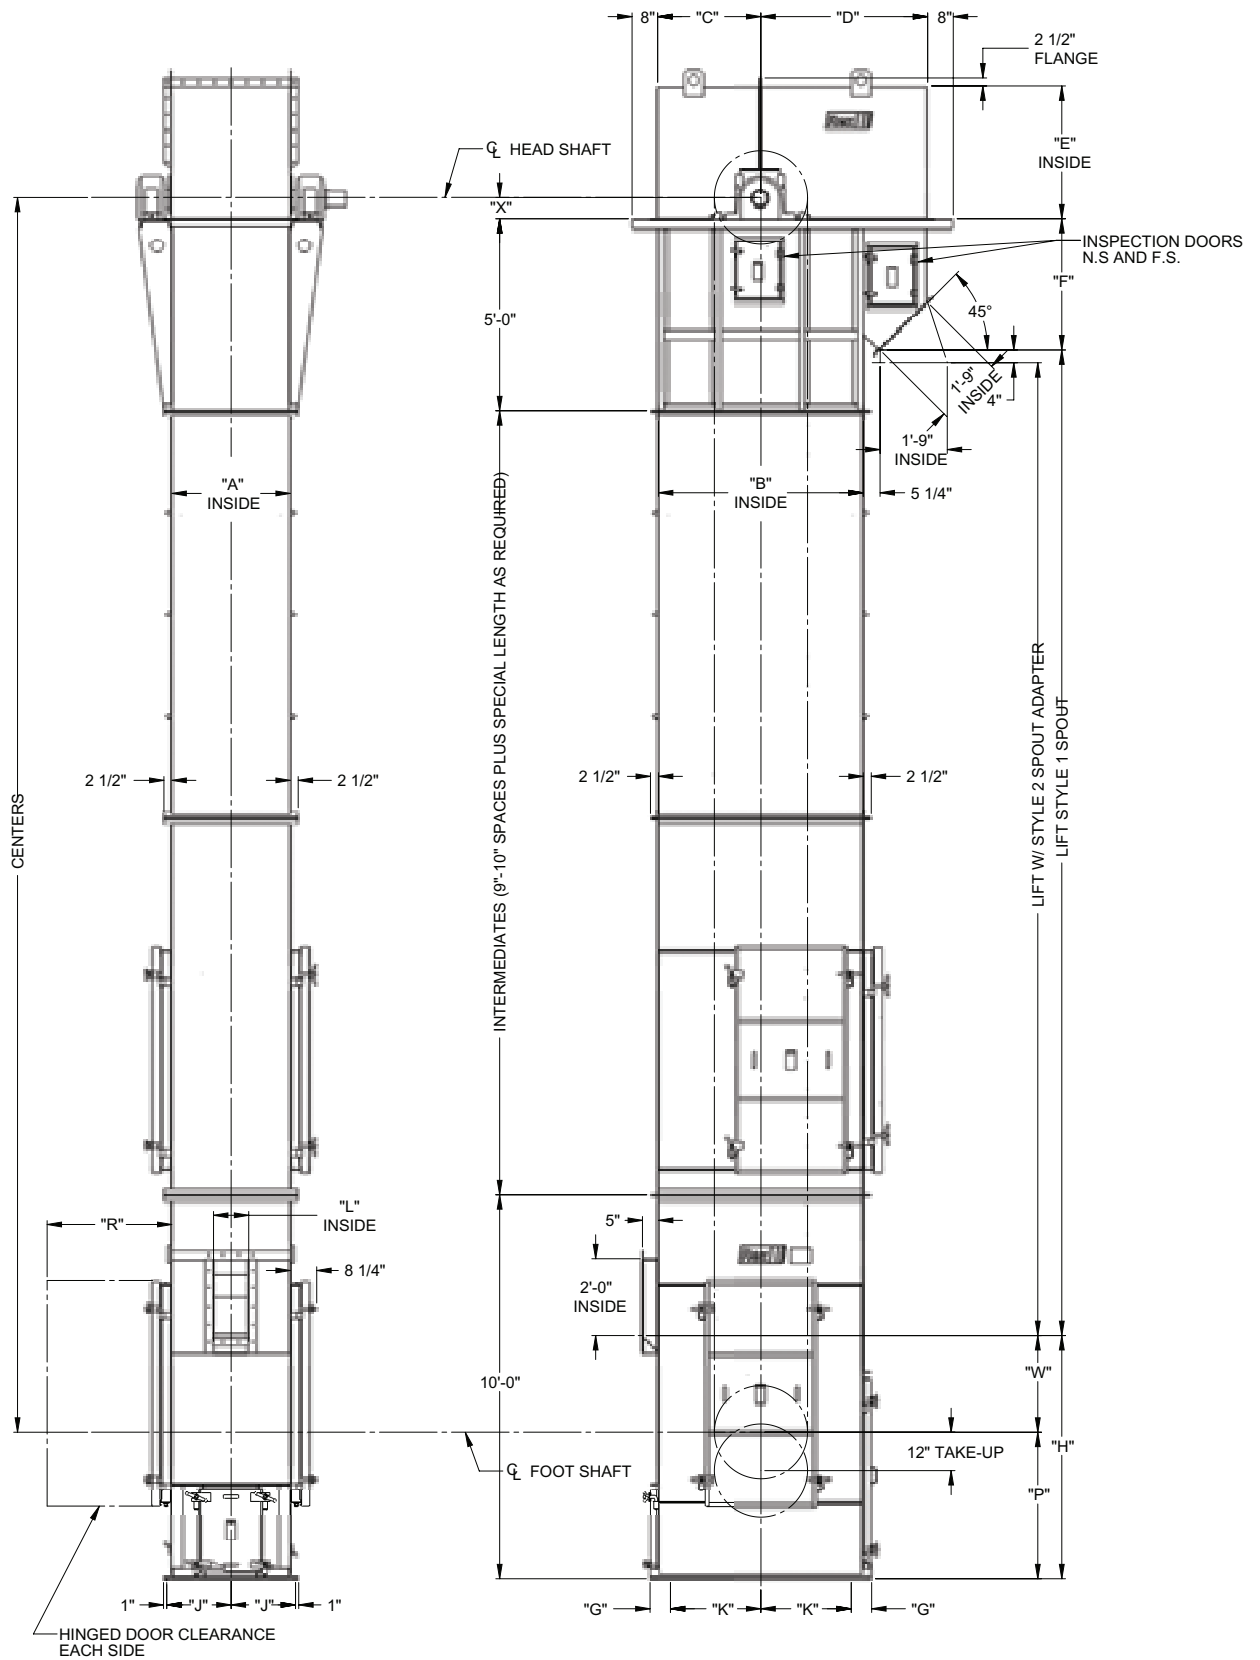 8" "C" "D" 8"
2 1/2"
FLANGE
"E"
INSIDE
℄ HEAD SHAFT
"X"
INSPECTION DOORS
N.S AND F.S.
"F"
45°
5'-0"
1'-9"
INSIDE
4"
1'-9"
INSIDE
"A"
INSIDE
"B"
INSIDE
5 1/4"
INTERMEDIATES (9"-10" SPACES PLUS SPECIAL LENGTH AS REQUIRED)
LIFT W/ STYLE 2 SPOUT ADAPTER
LIFT STYLE 1 SPOUT
2 1/2" 2 1/2" 2 1/2" 2 1/2"
CENTERS
"R"
"L"
INSIDE
5"
8 1/4"
2'-0"
INSIDE
10'-0"
"W"
"H"
12" TAKE-UP
℄ FOOT SHAFT
"P"
1" "J" "J" 1" "G" "K" "K" "G"
HINGED DOOR CLEARANCE
EACH SIDE